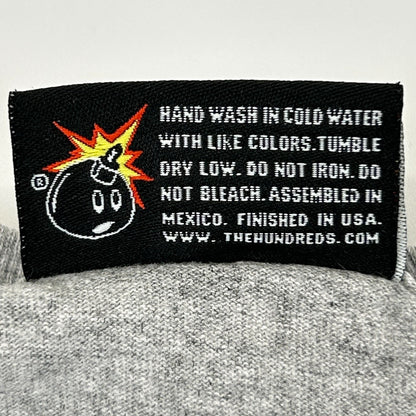 HAND WASH IN COLD WATER
WITH LIKE COLORS. TUMBLE
DRY LOW. DO NOT IRON. DO
NOT BLEACH. ASSEMBLED IN
MEXICO. FINISHED IN USA.
WWW. THEHUNDREDS. COM
®